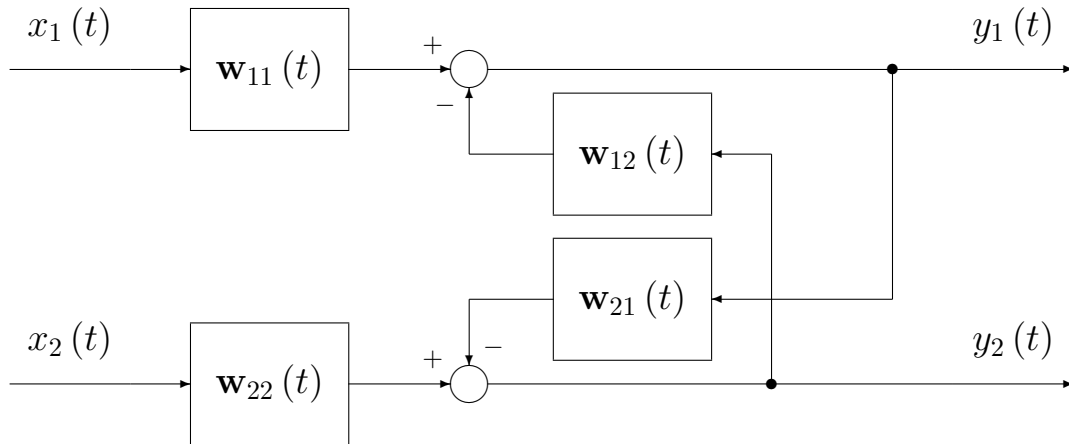 x₁ (t)
y₁ (t)
w₁₁ (t)
+
−
w₁₂ (t)
w₂₁ (t)
x₂ (t)
y₂ (t)
w₂₂ (t)
+
−